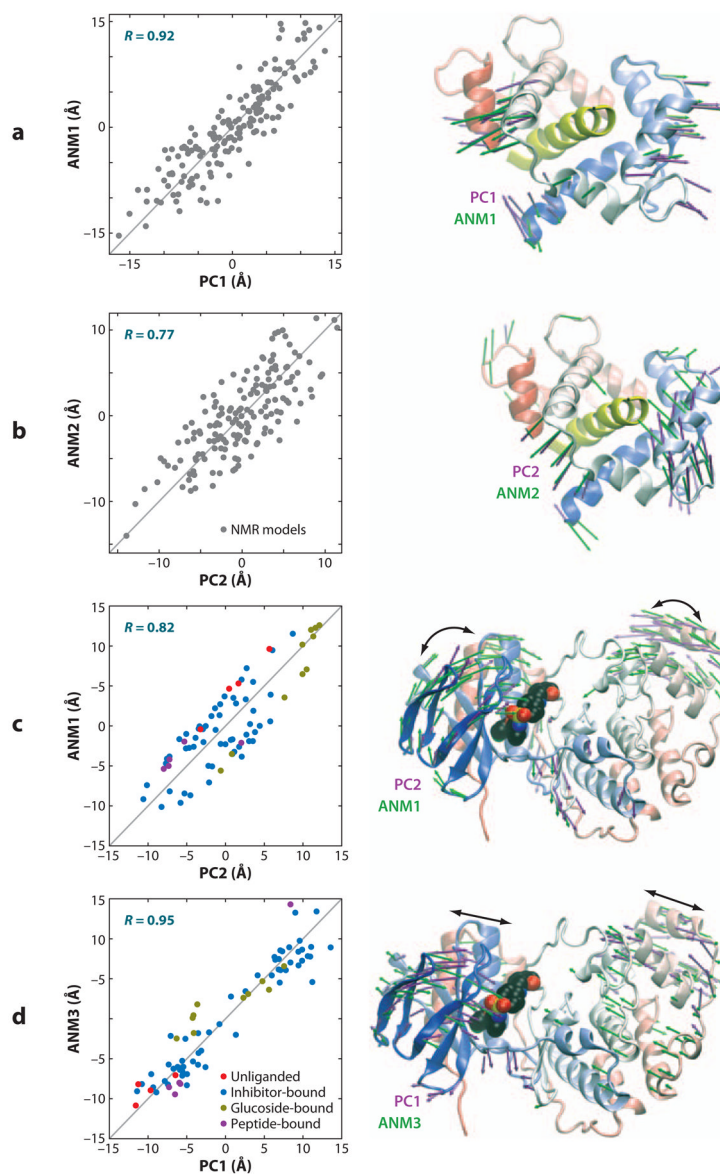 a
R = 0.92
ANM1 (Å)
15
0
–15
–15
0
15
PC1 (Å)
PC1
ANM1
b
R = 0.77
ANM2 (Å)
10
0
–10
NMR models
–10
0
10
PC2 (Å)
PC2
ANM2
c
R = 0.82
ANM1 (Å)
15
10
–5
0
–5
–10
–15
–15
–10
–5
0
5
10
15
PC2 (Å)
PC2
ANM1
d
R = 0.95
ANM3 (Å)
15
10
–5
0
–5
–10
–15
Unliganded
Inhibitor-bound
Glucoside-bound
Peptide-bound
–15
–10
–5
0
5
10
15
PC1 (Å)
PC1
ANM3